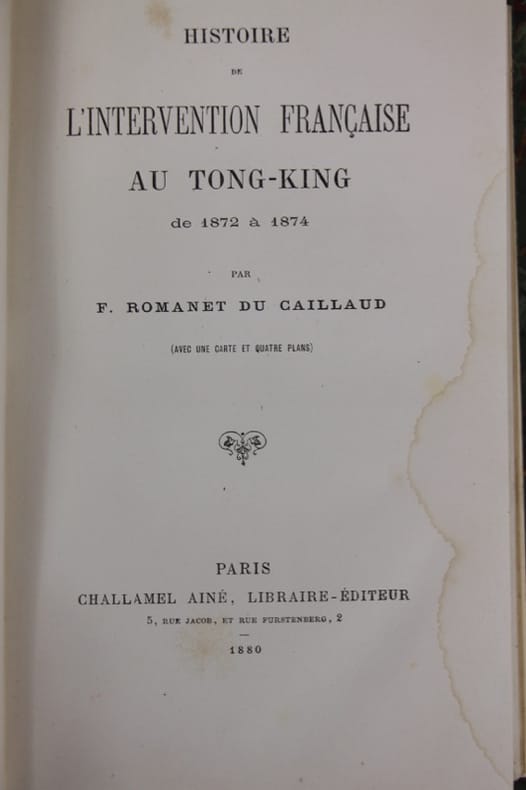 HISTOIRE
DE
L'INTERVENTION FRANÇAISE
AU TONG-KING
de 1872 à 1874
PAR
F. ROMANET DU CAILLAUD
(AVEC UNE CARTE ET QUATRE PLANS)
PARIS
CHALLAMEL AINÉ, LIBRAIRE-ÉDITEUR
5, RUE JACOB, ET RUE FURSTENBERG, 2
1880